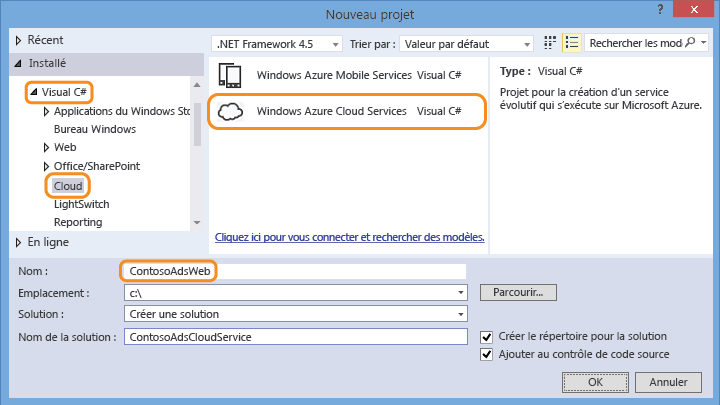 Nouveau projet
? X
Récent
Installé
Visual C#
Applications du Windows Sto
Bureau Windows
Web
Office/SharePoint
Cloud
LightSwitch
Reporting
En ligne
.NET Framework 4.5 Trier par : Valeur par défaut
Rechercher les mod
Windows Azure Mobile Services Visual C#
Windows Azure Cloud Services Visual C#
Cliquez ici pour vous connecter et rechercher des modèles.
Type : Visual C#
Projet pour la création d'un service
évolutif qui s'exécute sur Microsoft Azure.
Nom : ContosoAdsWeb
Emplacement : c:\
Parcourir...
Solution : Créer une solution
Nom de la solution : ContosoAdsCloudService
Créer le répertoire pour la solution
Ajouter au contrôle de code source
OK Annuler